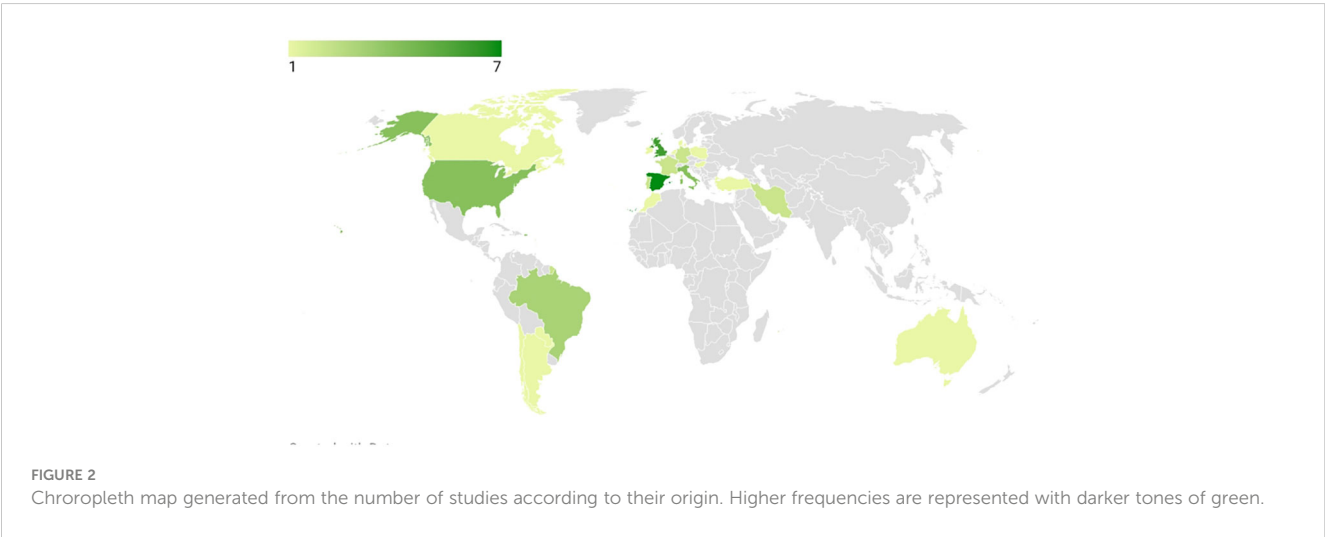 1 7
FIGURE 2
Chroropleth map generated from the number of studies according to their origin. Higher frequencies are represented with darker tones of green.